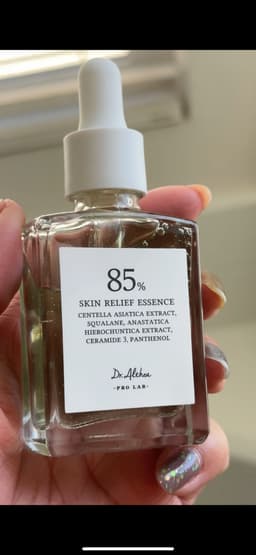 85%
SKIN RELIEF ESSENCE
CENTELLA ASIATICA EXTRACT,
SQUALANE, ANASTATICA
HIEROCHUNTICA EXTRACT,
CERAMIDE 3, PANTHENOL
Dr. Althea
·PRO LAB·